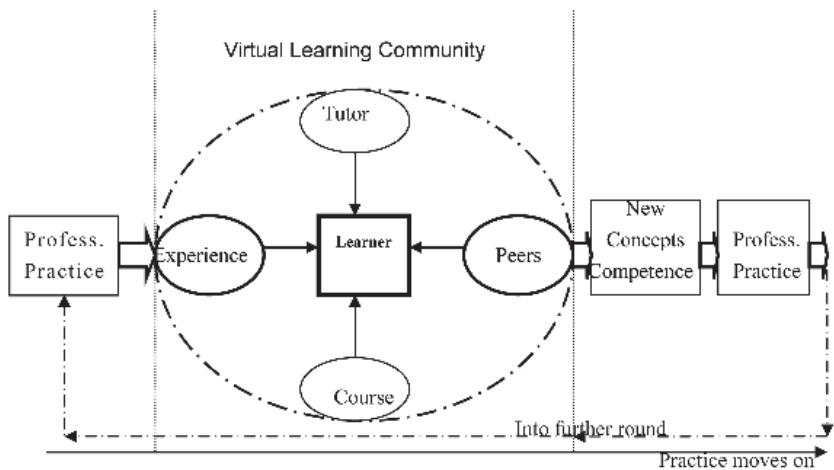 Virtual Learning Community
Tutor
Profess.
Practice
Experience
Learner
Peers
New
Concepts
Competence
Profess.
Practice
Course
Into further round
Practice moves on